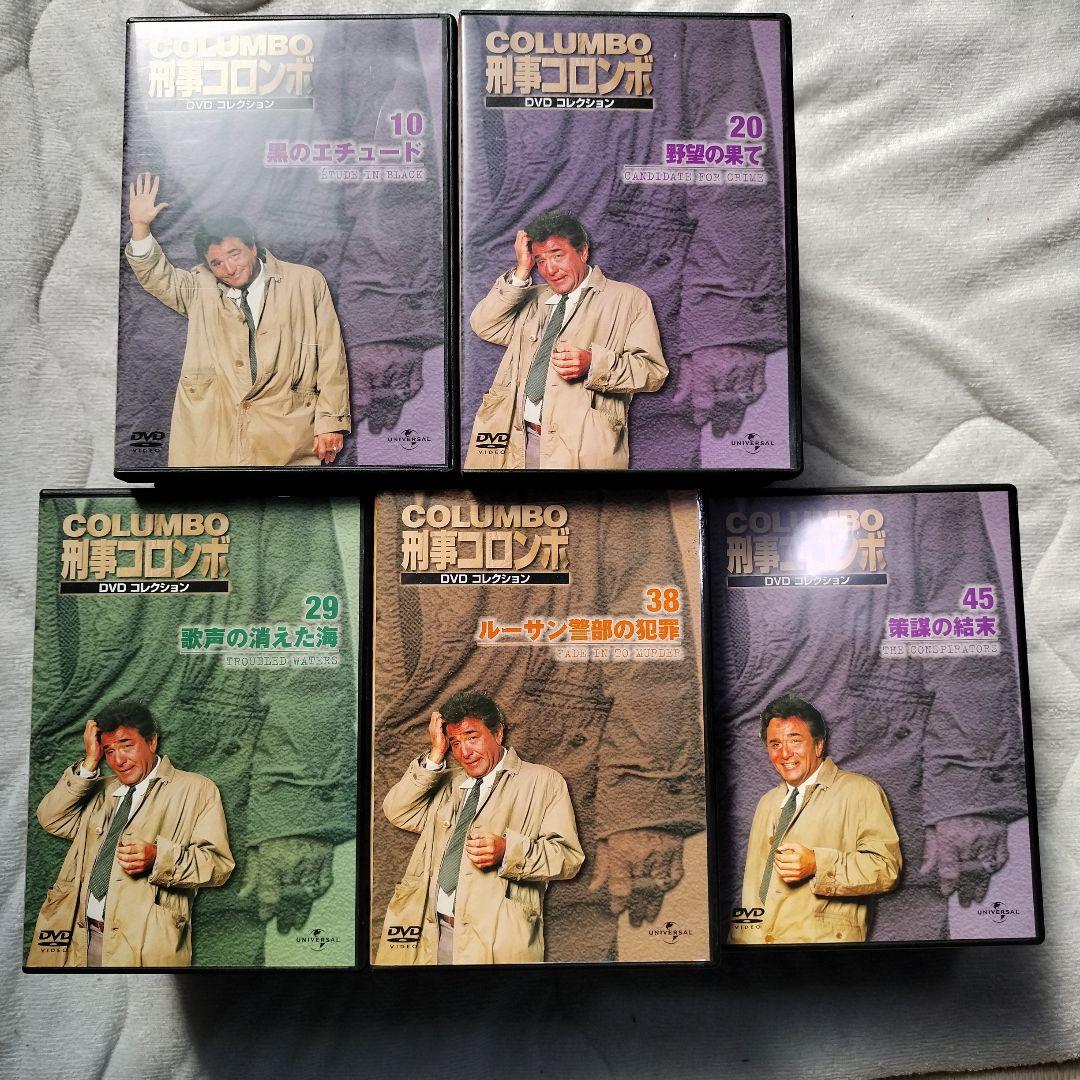 COLUMBO
刑事コロンボ
DVD コレクション
10
黒のエチュード
ÉTUDE IN BLACK
DVD
VIDEO
UNIVERSAL
COLUMBO
刑事コロンボ
DVD コレクション
20
野望の果て
CANDIDATE FOR CRIME
DVD
VIDEO
UNIVERSAL
COLUMBO
刑事コロンボ
DVD コレクション
29
歌声の消えた海
TROUBLED WATERS
DVD
VIDEO
UNIVERSAL
COLUMBO
刑事コロンボ
DVD コレクション
38
ルーサン警部の犯罪
FADE IN TO MURDER
DVD
VIDEO
UNIVERSAL
COLUMBO
刑事コロンボ
DVD コレクション
45
策謀の結末
THE CONSPIRATORS
DVD
VIDEO
UNIVERSAL